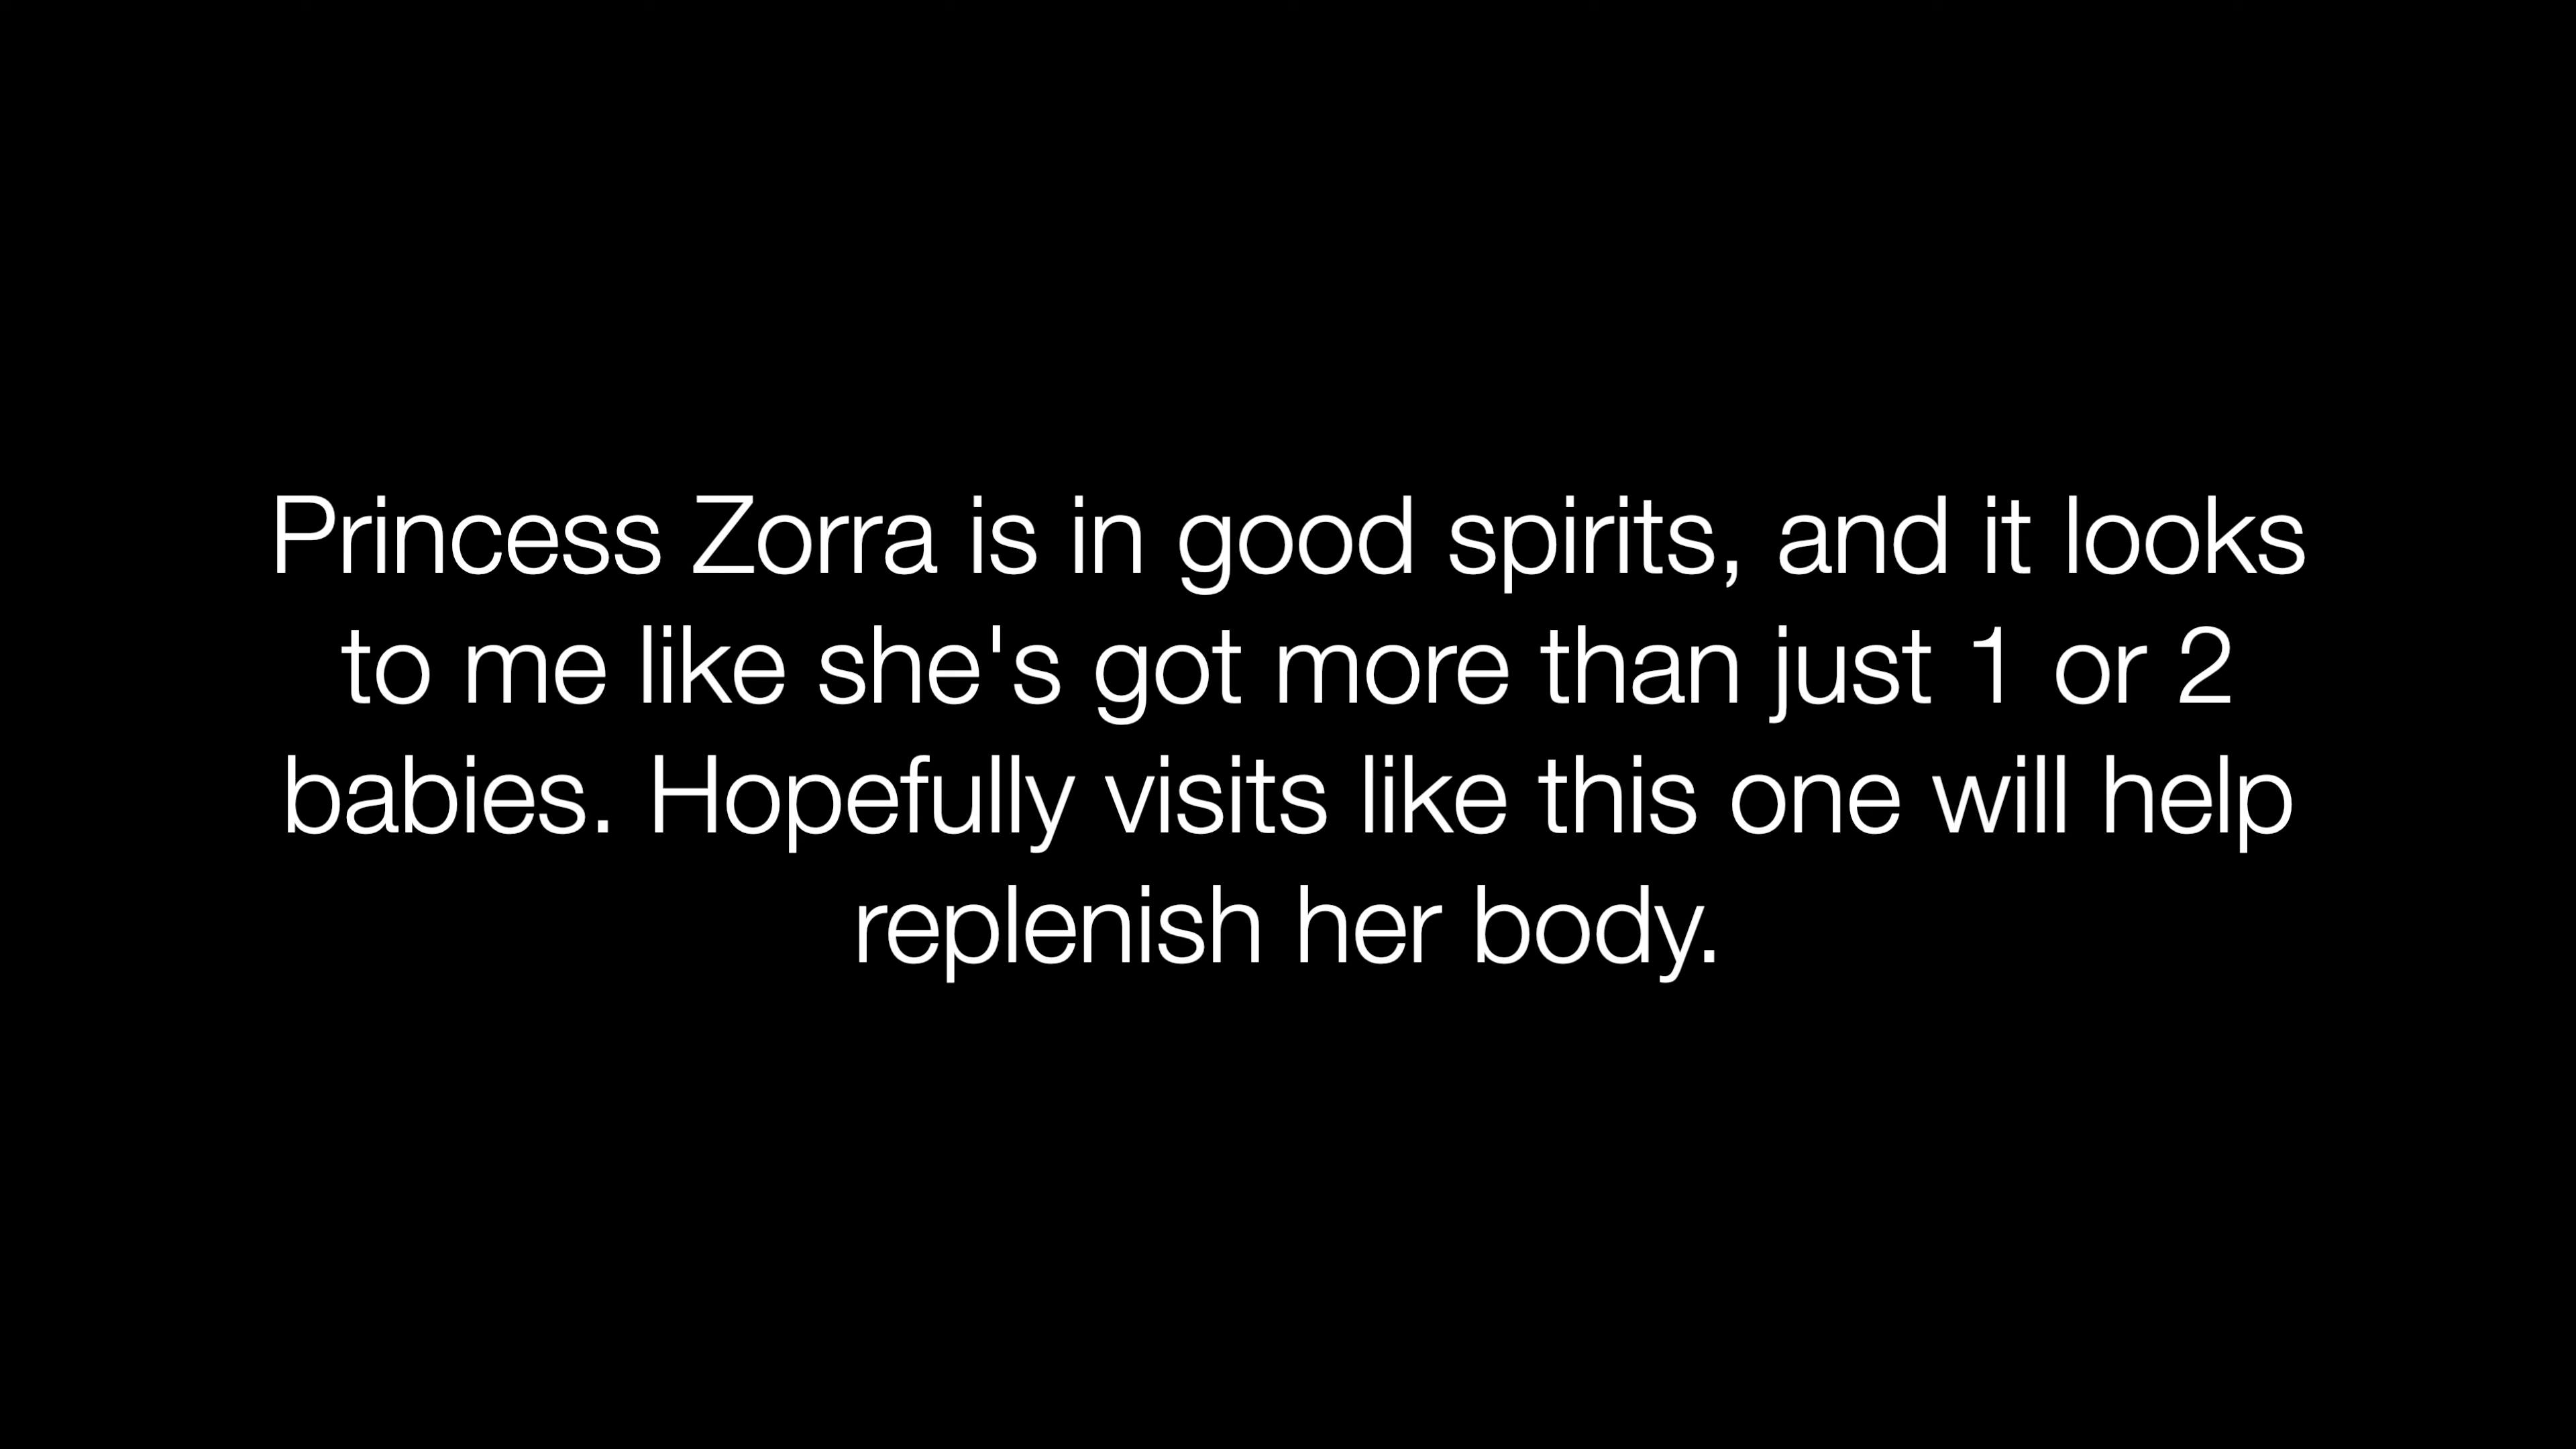 Princess Zorra is in good spirits, and it looks
to me like she's got more than just 1 or 2
babies. Hopefully visits like this one will help
replenish her body.